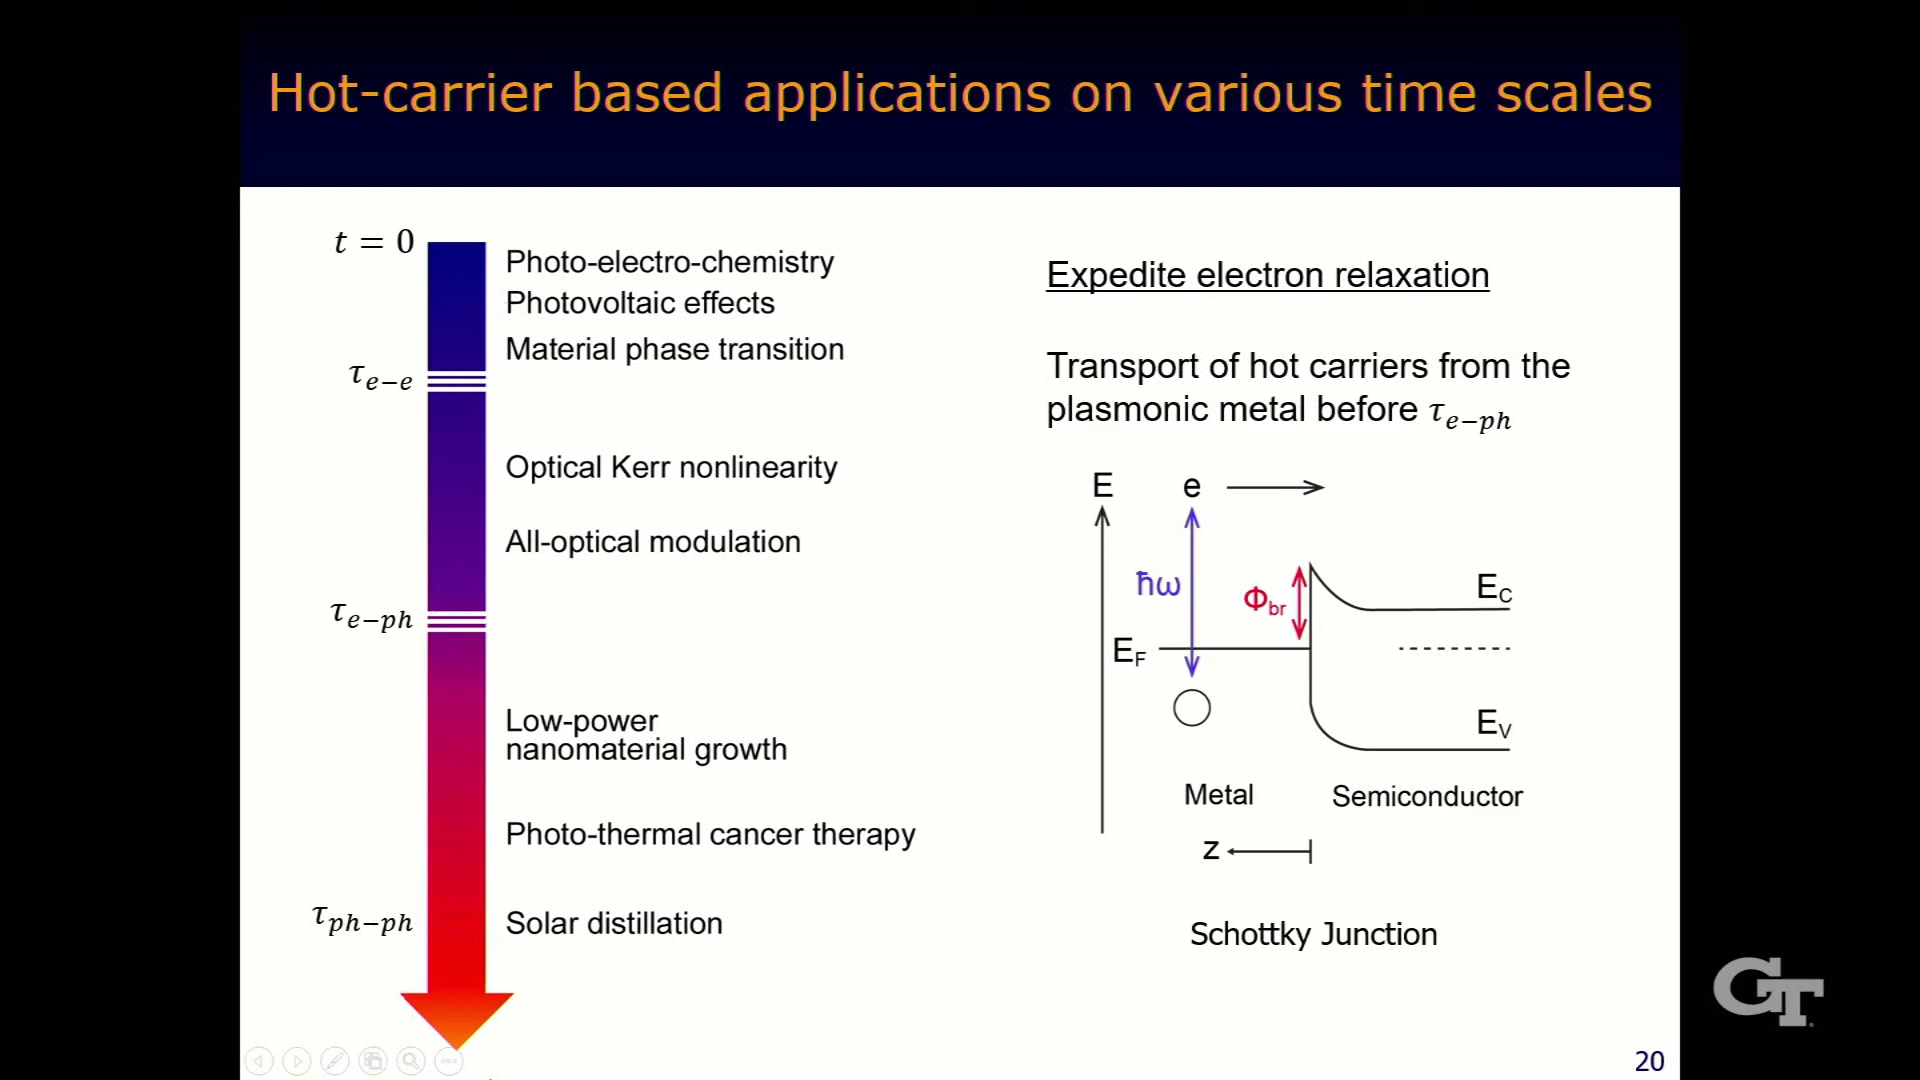 Hot-carrier based applications on various time scales
t = 0
Photo-electro-chemistry
Photovoltaic effects
Material phase transition
τe−e
Optical Kerr nonlinearity
All-optical modulation
τe−ph
Low-power
nanomaterial growth
Photo-thermal cancer therapy
τph−ph
Solar distillation
Expedite electron relaxation
Transport of hot carriers from the
plasmonic metal before τe−ph
E
e
ħω
Φbr
EC
EF
EV
Metal
Semiconductor
z
Schottky Junction
GT
20